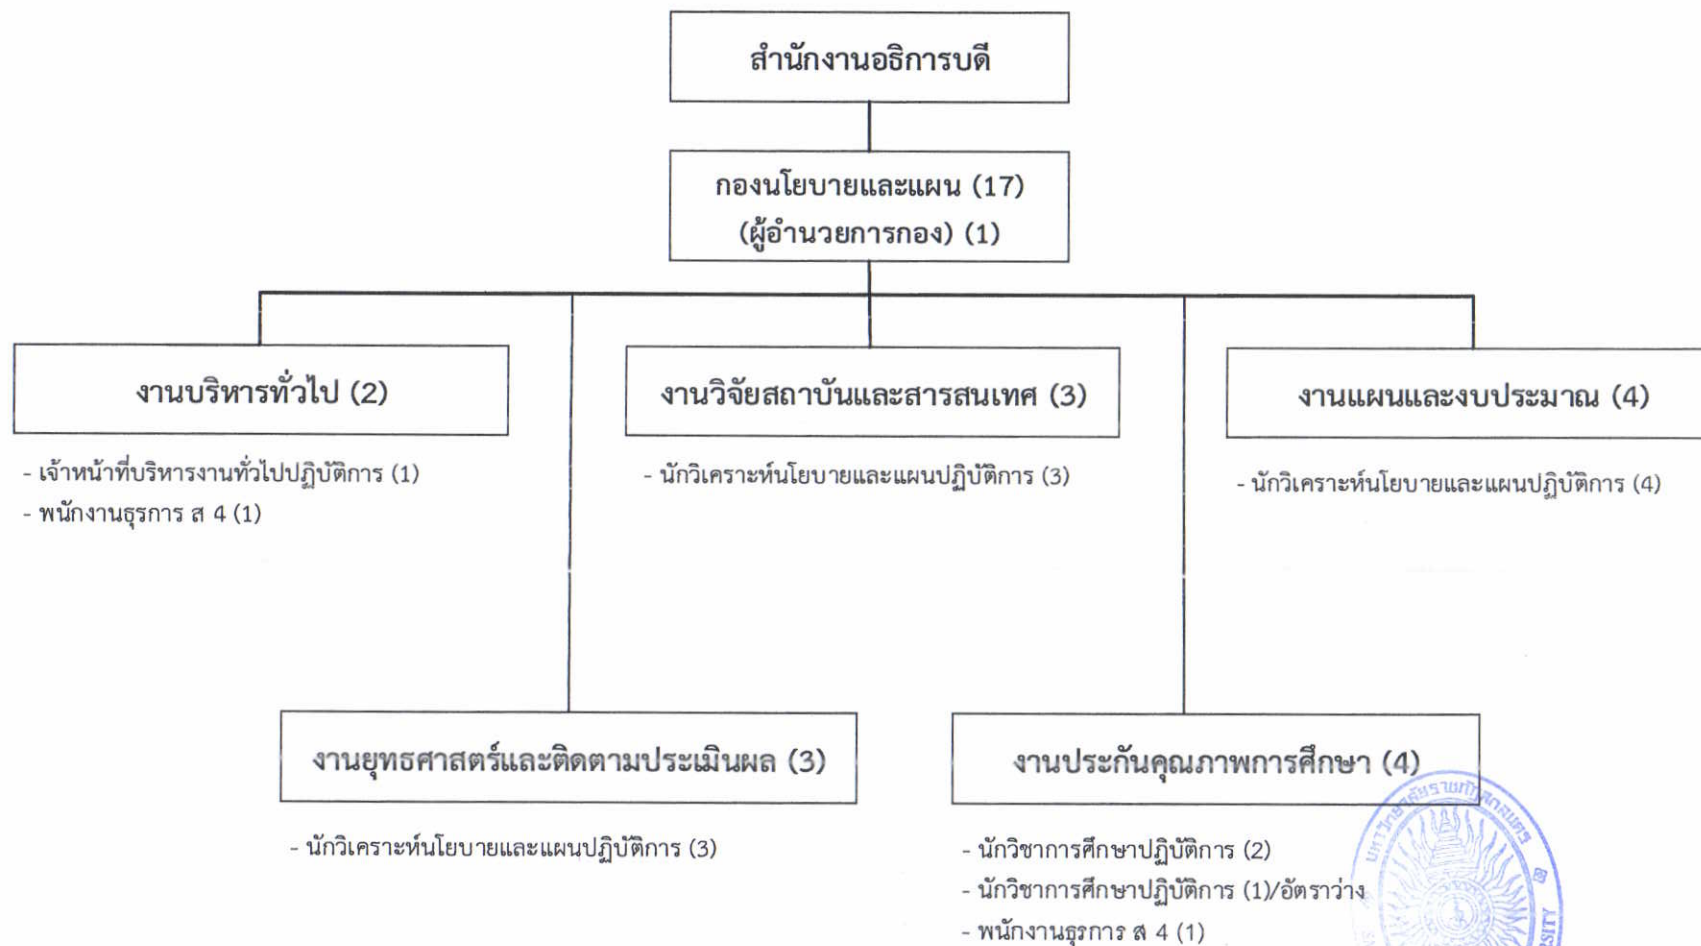 สำนักงานอธิการบดี
กองนโยบายและแผน (17)
(ผู้อำนวยการกอง) (1)
งานบริหารทั่วไป (2)
- เจ้าหน้าที่บริหารงานทั่วไปปฏิบัติการ (1)
- พนักงานธุรการ ส 4 (1)
งานวิจัยสถาบันและสารสนเทศ (3)
- นักวิเคราะห์นโยบายและแผนปฏิบัติการ (3)
งานแผนและงบประมาณ (4)
- นักวิเคราะห์นโยบายและแผนปฏิบัติการ (4)
งานยุทธศาสตร์และติดตามประเมินผล (3)
- นักวิเคราะห์นโยบายและแผนปฏิบัติการ (3)
งานประกันคุณภาพการศึกษา (4)
- นักวิชาการศึกษาปฏิบัติการ (2)
- นักวิชาการศึกษาปฏิบัติการ (1)/อัตราว่าง
- พนักงานธุรการ ส 4 (1)